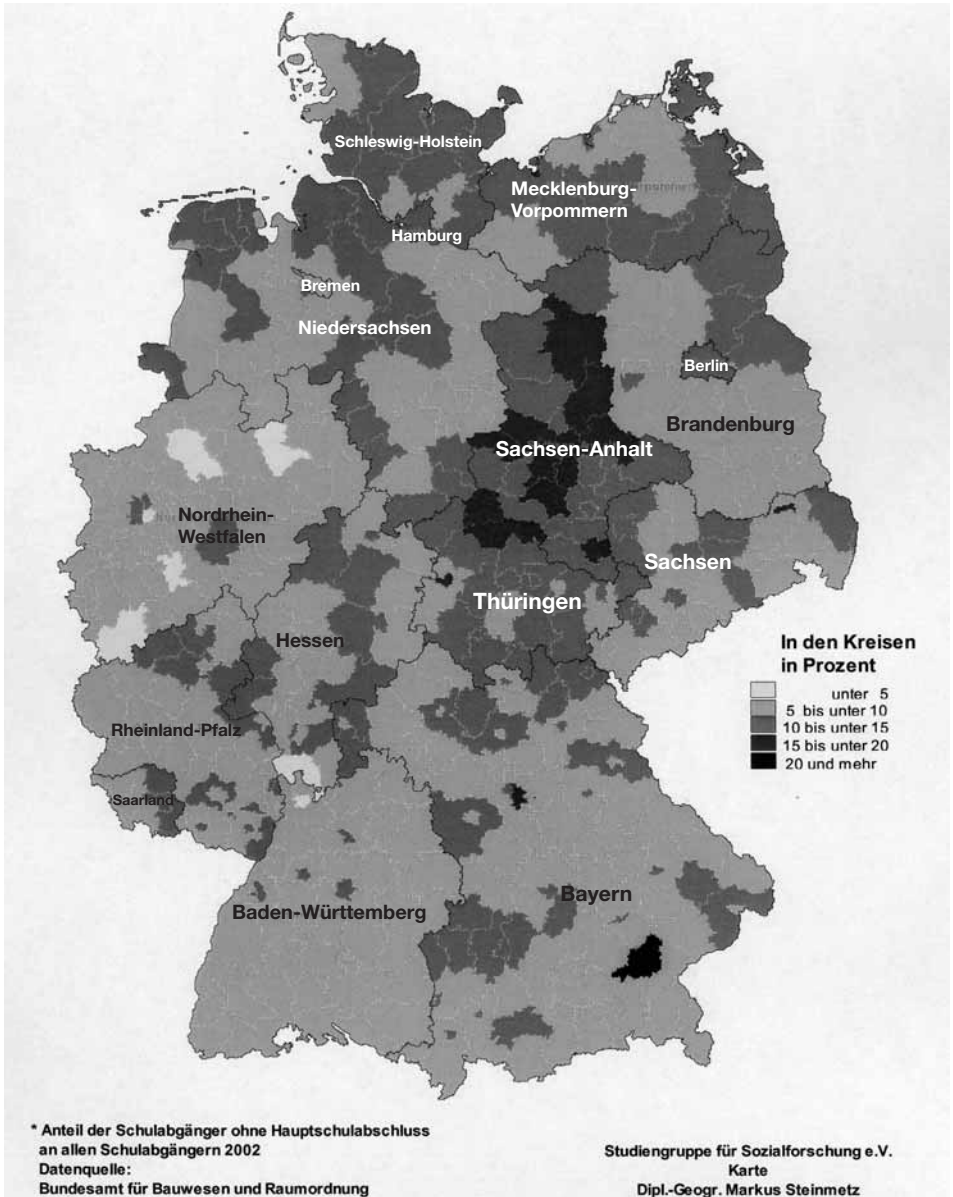 Schleswig-Holstein
Mecklenburg-
Vorpommern
Hamburg
Bremen
Niedersachsen
Berlin
Brandenburg
Sachsen-Anhalt
Nordrhein-
Westfalen
Sachsen
Thüringen
Hessen
In den Kreisen
in Prozent
unter 5
5 bis unter 10
10 bis unter 15
15 bis unter 20
20 und mehr
Rheinland-Pfalz
Saarland
Bayern
Baden-Württemberg
* Anteil der Schulabgänger ohne Hauptschulabschluss
an allen Schulabgängern 2002
Datenquelle:
Bundesamt für Bauwesen und Raumordnung
Studiengruppe für Sozialforschung e.V.
Karte
Dipl.-Geogr. Markus Steinmetz